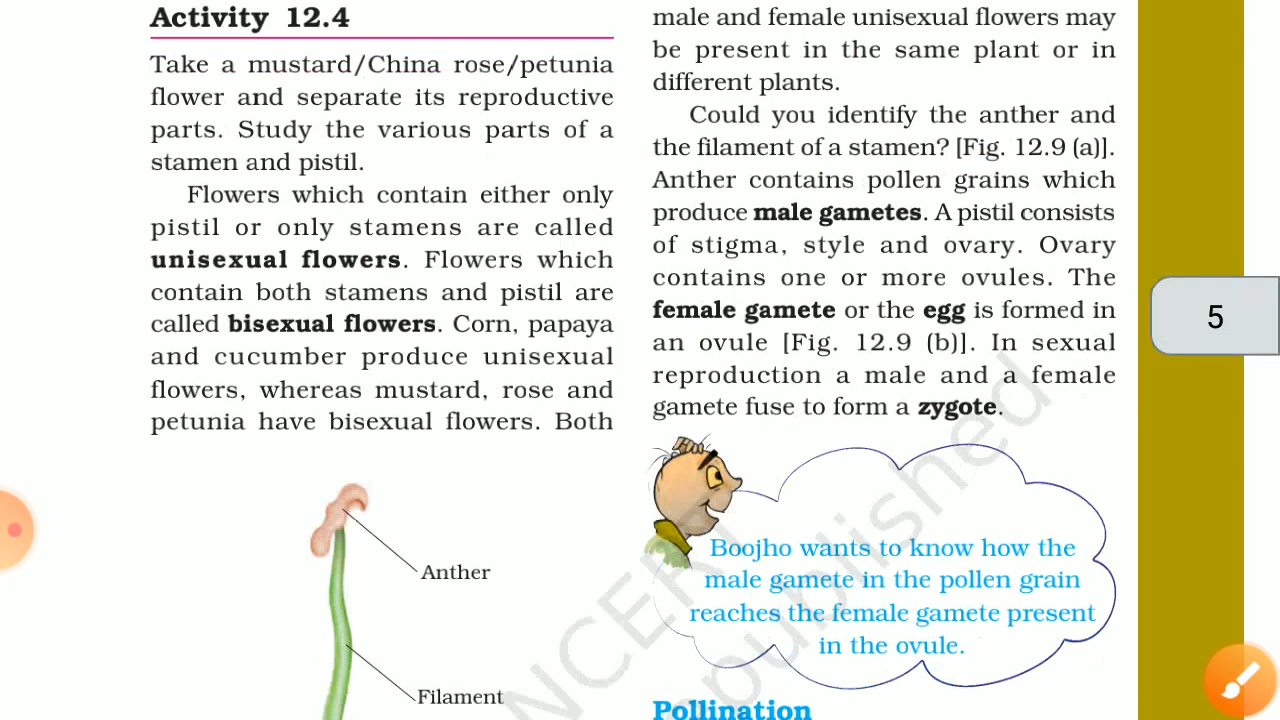 Activity 12.4
Take a mustard/China rose/petunia
flower and separate its reproductive
parts. Study the various parts of a
stamen and pistil.
Flowers which contain either only
pistil or only stamens are called
unisexual flowers. Flowers which
contain both stamens and pistil are
called bisexual flowers. Corn, papaya
and cucumber produce unisexual
flowers, whereas mustard, rose and
petunia have bisexual flowers. Both
Anther
Filament
male and female unisexual flowers may
be present in the same plant or in
different plants.
Could you identify the anther and
the filament of a stamen? [Fig. 12.9 (a)].
Anther contains pollen grains which
produce male gametes. A pistil consists
of stigma, style and ovary. Ovary
contains one or more ovules. The
female gamete or the egg is formed in
an ovule [Fig. 12.9 (b)]. In sexual
reproduction a male and a female
gamete fuse to form a zygote.
Boojho wants to know how the
male gamete in the pollen grain
reaches the female gamete present
in the ovule.
Pollination
5
NCERT
published